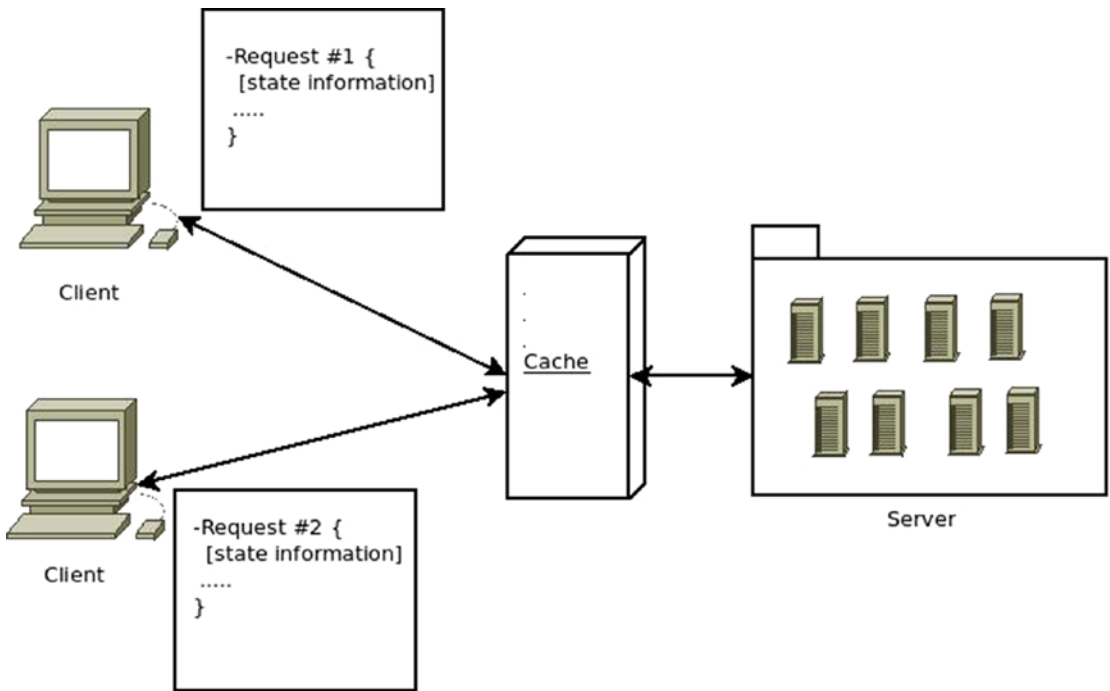 -Request #1 {
[state information]
.....
}
Client
.
.
.
Cache
Server
-Request #2 {
[state information]
.....
}
Client